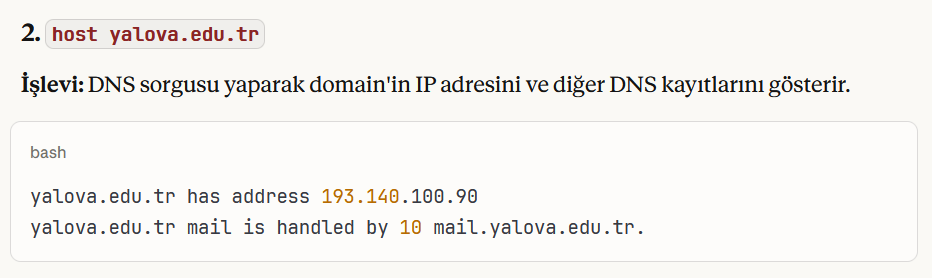 2. host yalova.edu.tr
İşlevi: DNS sorgusu yaparak domain'in IP adresini ve diğer DNS kayıtlarını gösterir.
bash
yalova.edu.tr has address 193.140.100.90
yalova.edu.tr mail is handled by 10 mail.yalova.edu.tr.